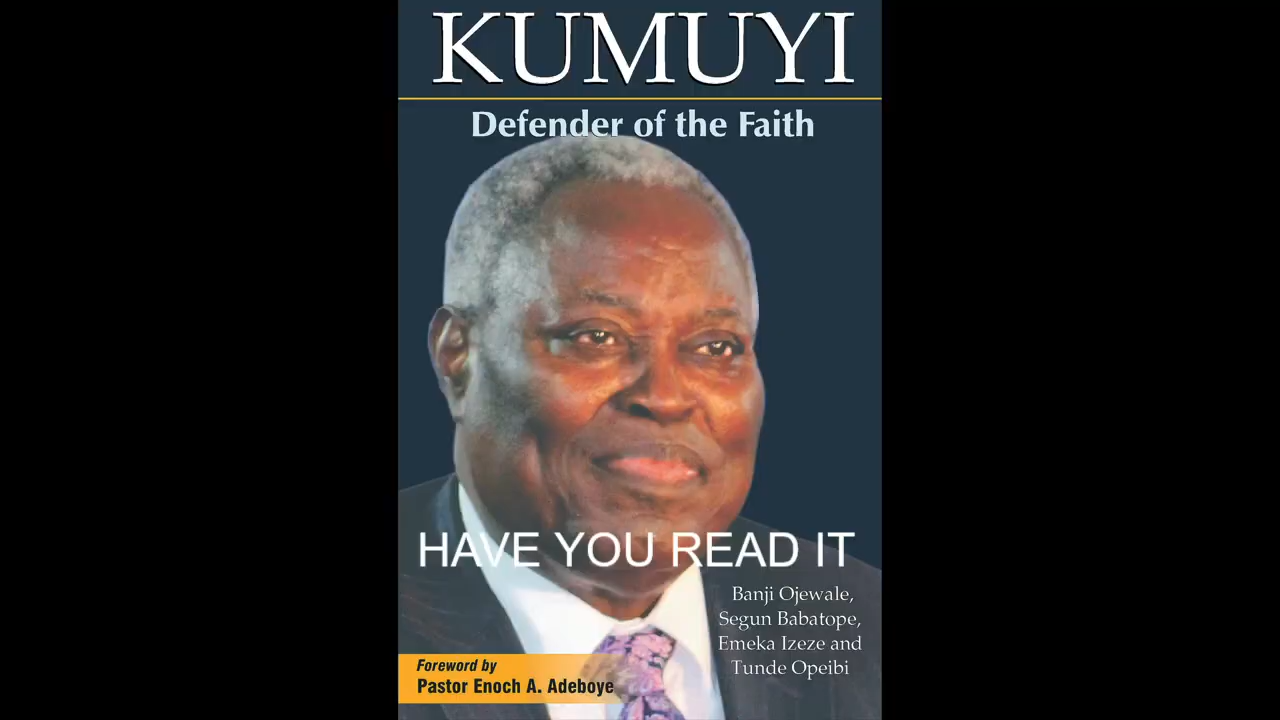 KUMUYI
Defender of the Faith
HAVE YOU READ IT
Banji Ojewale,
Segun Babatope,
Emeka Izeze and
Tunde Opeibi
Foreword by
Pastor Enoch A. Adeboye